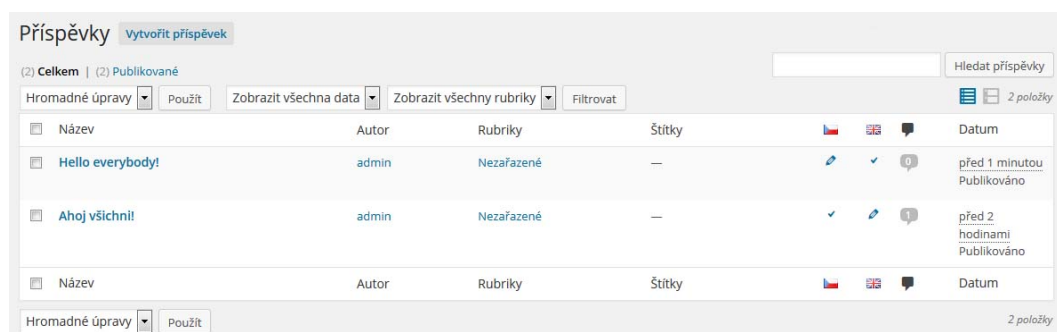 Příspěvky Vytvořit příspěvek
(2) Celkem | (2) Publikované
Hledat příspěvky
Hromadné úpravy Použít Zobrazit všechna data Zobrazit všechny rubriky Filtrovat 2 položky
Název Autor Rubriky Štítky Datum
Hello everybody! admin Nezařazené — 0 před 1 minutou
Publikováno
Ahoj všichni! admin Nezařazené — 1 před 2
hodinami
Publikováno
Název Autor Rubriky Štítky Datum
Hromadné úpravy Použít 2 položky